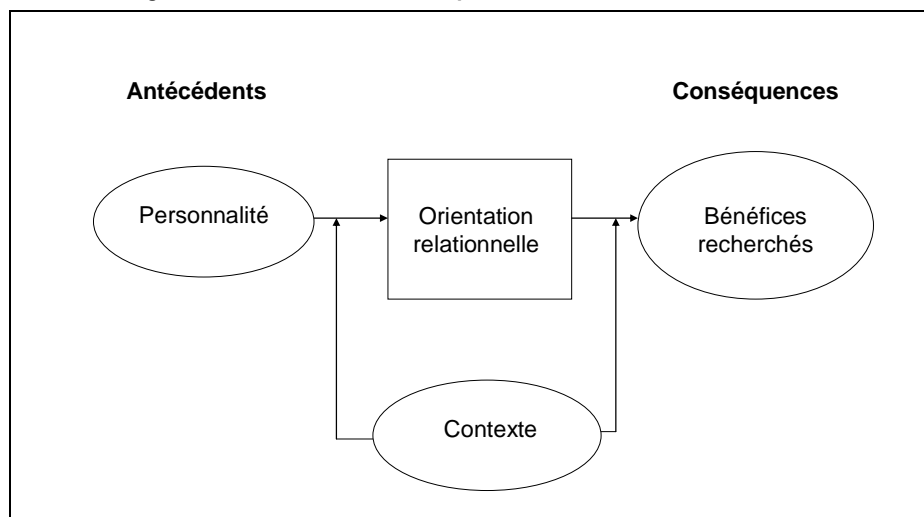 Antécédents
Conséquences
Personnalité
Orientation
relationnelle
Bénéfices
recherchés
Contexte